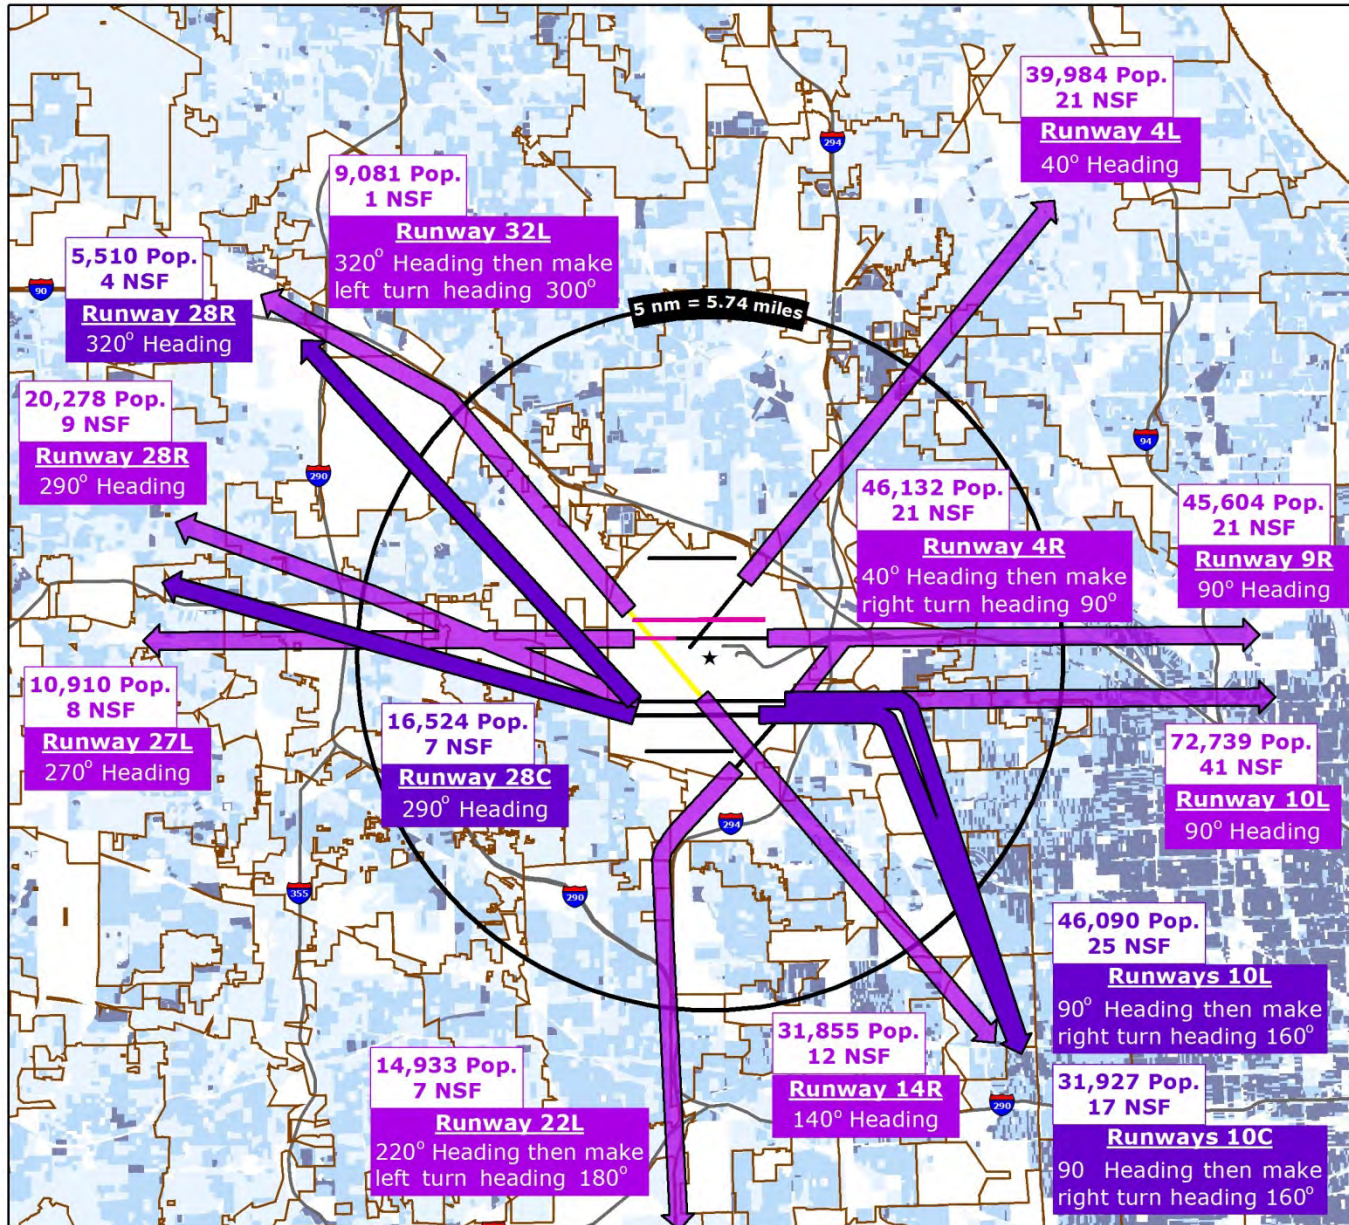 39,984 Pop.
21 NSF
Runway 4L
40° Heading
294
9,081 Pop.
1 NSF
Runway 32L
320° Heading then make
left turn heading 300°
5,510 Pop.
4 NSF
Runway 28R
320° Heading
90
5 nm = 5.74 miles
20,278 Pop.
9 NSF
Runway 28R
290° Heading
290
94
46,132 Pop.
21 NSF
Runway 4R
40° Heading then make
right turn heading 90°
45,604 Pop.
21 NSF
Runway 9R
90° Heading
10,910 Pop.
8 NSF
Runway 27L
270° Heading
16,524 Pop.
7 NSF
Runway 28C
290° Heading
72,739 Pop.
41 NSF
Runway 10L
90° Heading
294
355
290
46,090 Pop.
25 NSF
Runways 10L
90° Heading then make
right turn heading 160°
31,855 Pop.
12 NSF
Runway 14R
140° Heading
14,933 Pop.
7 NSF
Runway 22L
220° Heading then make
left turn heading 180°
290
31,927 Pop.
17 NSF
Runways 10C
90 Heading then make
right turn heading 160°